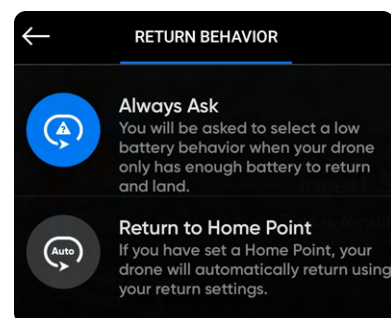 RETURN BEHAVIOR
Always Ask
You will be asked to select a low
battery behavior when your drone
only has enough battery to return
and land.
Return to Home Point
Auto
If you have set a Home Point, your
drone will automatically return using
your return settings.